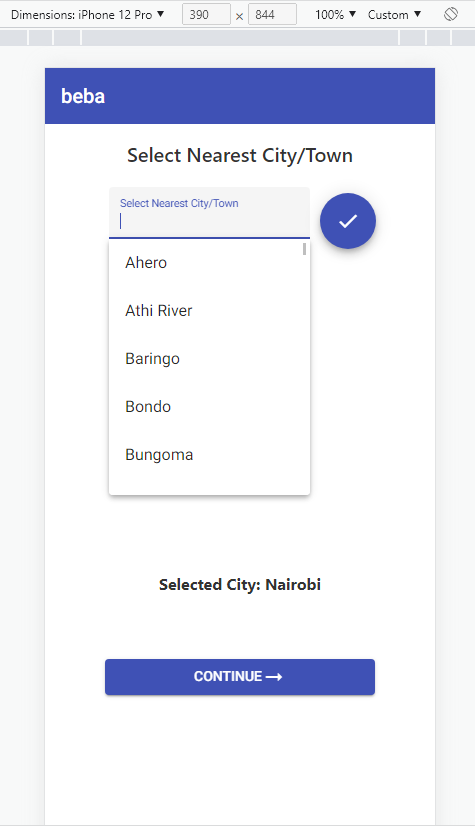 Dimensions: iPhone 12 Pro ▼ 390 × 844 100% ▼ Custom ▼
beba
Select Nearest City/Town
Select Nearest City/Town
Ahero
Athi River
Baringo
Bondo
Bungoma
Selected City: Nairobi
CONTINUE →